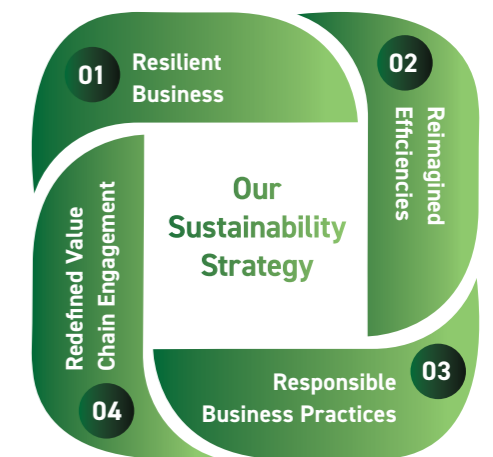 01
Resilient
Business
02
Reimagined
Efficiencies
Our
Sustainability
Strategy
03
Responsible
Business Practices
04
Redefined Value
Chain Engagement